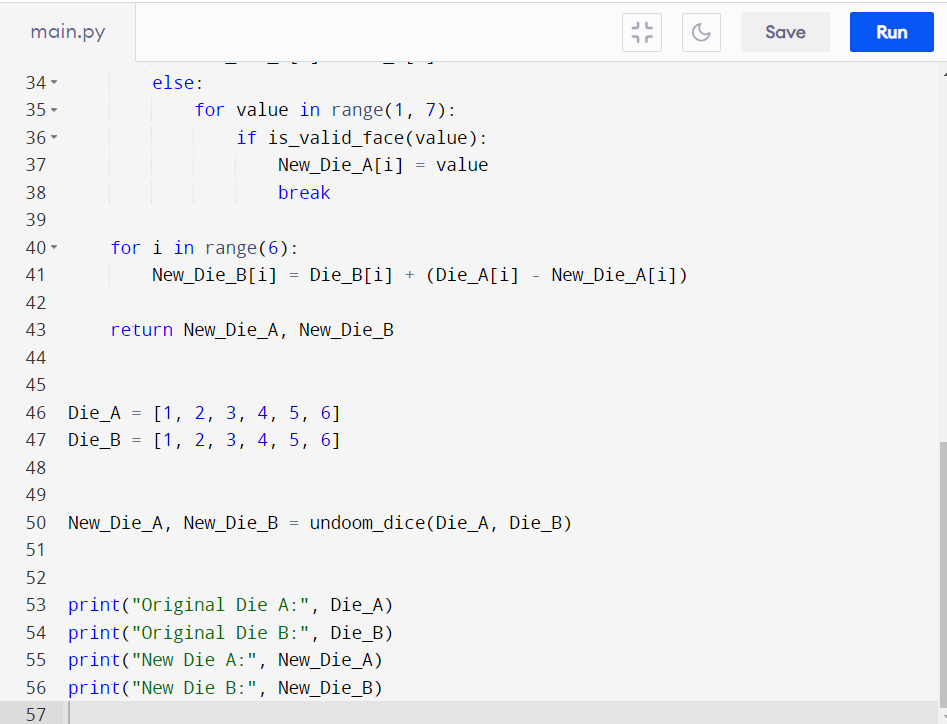 main.py
Save
Run
34 else:
35 for value in range(1, 7):
36 if is_valid_face(value):
37 New_Die_A[i] = value
38 break
39
40 for i in range(6):
41 New_Die_B[i] = Die_B[i] + (Die_A[i] - New_Die_A[i])
42
43 return New_Die_A, New_Die_B
44
45
46 Die_A = [1, 2, 3, 4, 5, 6]
47 Die_B = [1, 2, 3, 4, 5, 6]
48
49
50 New_Die_A, New_Die_B = undoom_dice(Die_A, Die_B)
51
52
53 print("Original Die A:", Die_A)
54 print("Original Die B:", Die_B)
55 print("New Die A:", New_Die_A)
56 print("New Die B:", New_Die_B)
57